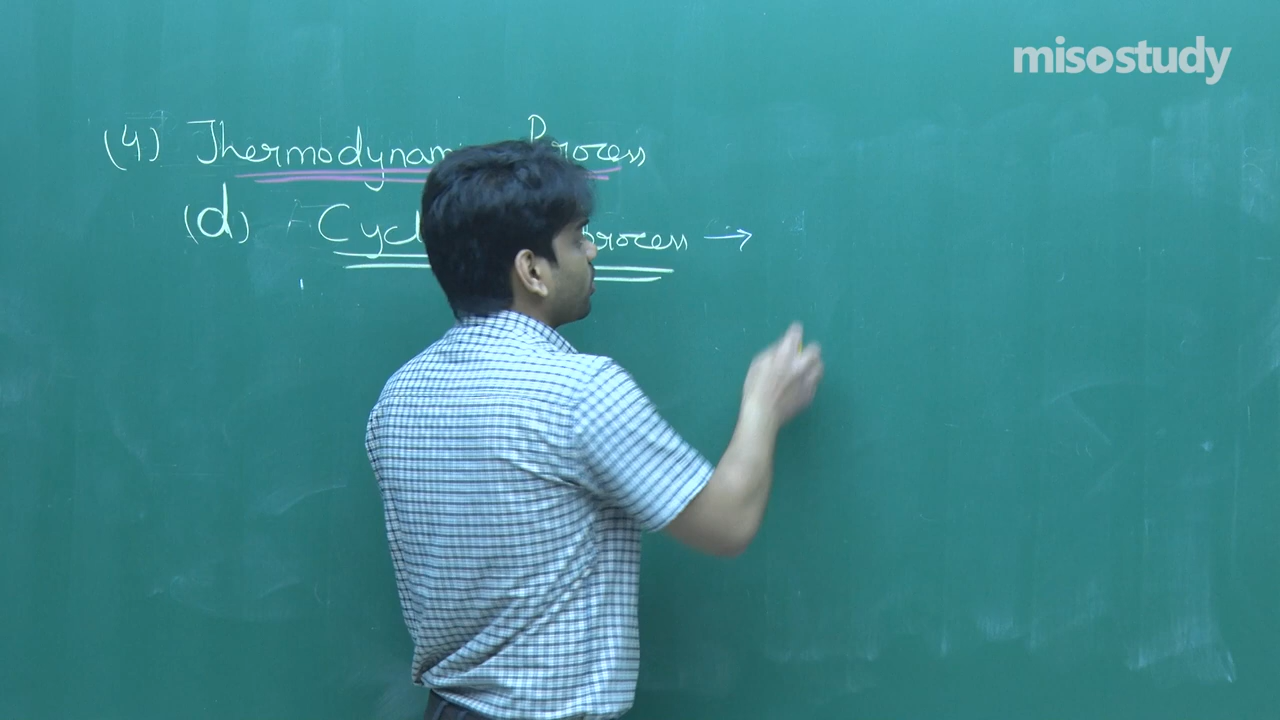 misostudy
(4) Thermodynam Process
(d) Cycl process →